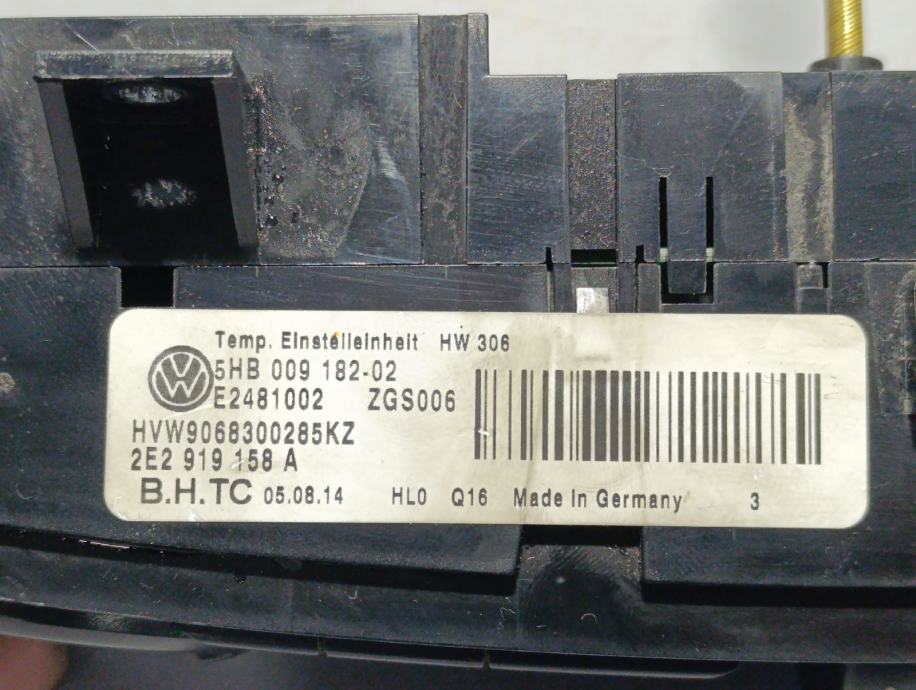 Temp. Einstelleinheit HW 306
5HB 009 182-02
E2481002 ZGS006
HVW9068300285KZ
2E2 919 158 A
B.H.TC 05.08.14 HL0 Q16 Made in Germany 3